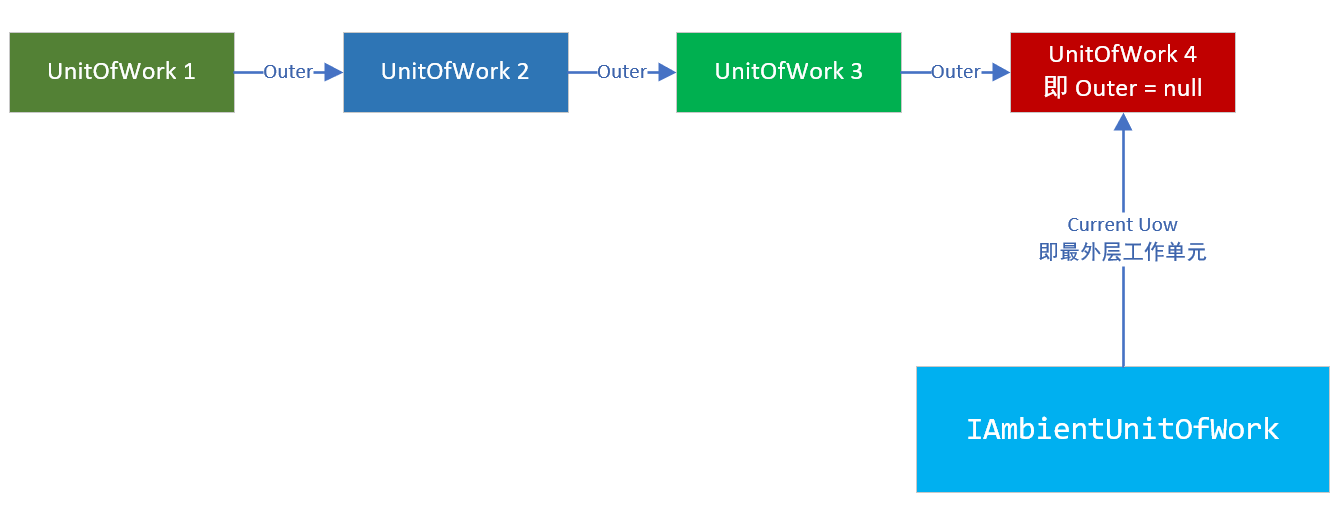 UnitOfWork 1
Outer
UnitOfWork 2
Outer
UnitOfWork 3
Outer
UnitOfWork 4
即 Outer = null
Current Uow
即最外层工作单元
IAmbientUnitOfWork